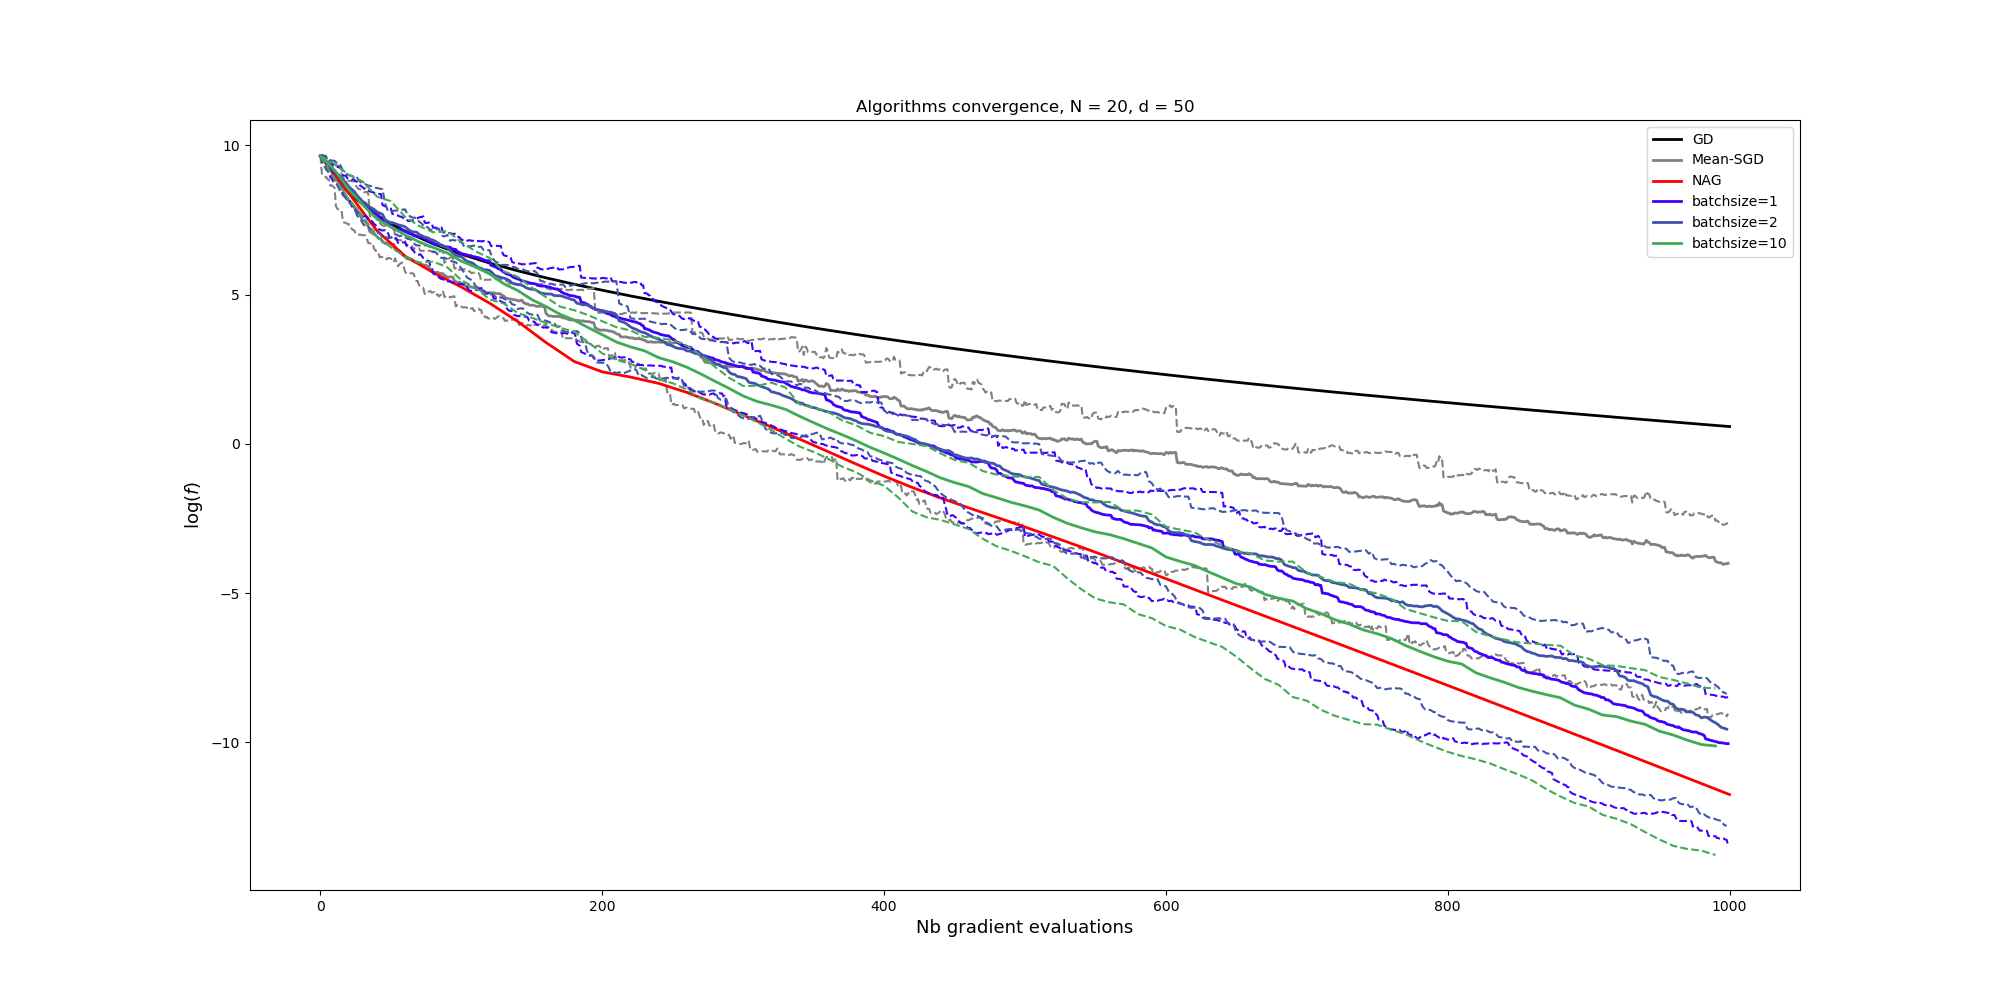 Algorithms convergence, N = 20, d = 50
GD
Mean-SGD
NAG
batchsize=1
batchsize=2
batchsize=10
log(f)
10
5
0
−5
−10
0
200
400
600
800
1000
Nb gradient evaluations